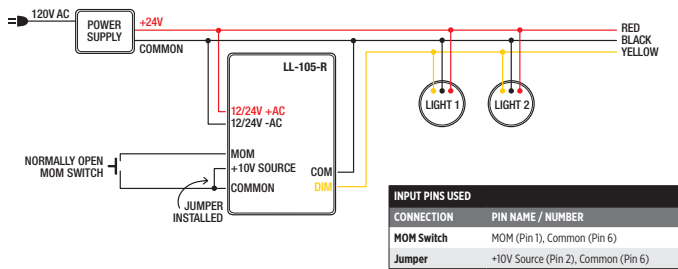 120V AC
POWER
SUPPLY
+24V
COMMON
RED
BLACK
YELLOW
LL-105-R
12/24V +AC
12/24V -AC
LIGHT 1
LIGHT 2
NORMALLY OPEN
MOM SWITCH
MOM
+10V SOURCE
COMMON
COM
DIM
JUMPER
INSTALLED
INPUT PINS USED
CONNECTION PIN NAME / NUMBER
MOM Switch MOM (Pin 1), Common (Pin 6)
Jumper +10V Source (Pin 2), Common (Pin 6)